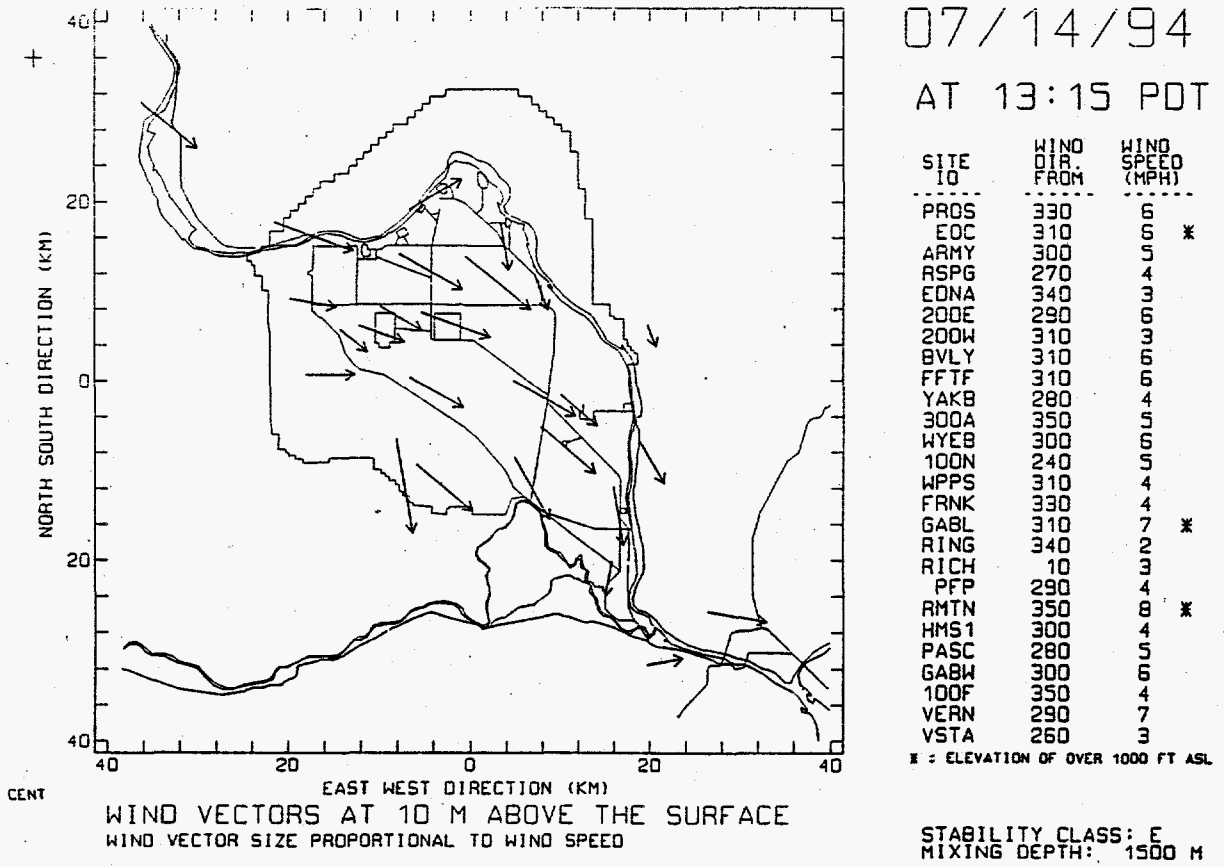 07/14/94
AT 13:15 PDT
SITE ID WIND DIR. FROM WIND SPEED (MPH)
PROS 330 6
EOC 310 6 *
ARMY 300 5
RSPG 270 4
EDNA 340 3
200E 290 6
200W 310 3
BVLY 310 6
FFTF 310 6
YAKB 280 4
300A 350 5
WYEB 300 6
100N 240 5
WPPS 310 4
FRNK 330 4
GABL 310 7 *
RING 340 2
RICH 10 3
PFP 290 4
RMTN 350 8 *
HMS1 300 4
PASC 280 5
GABW 300 6
100F 350 4
VERN 290 7
VSTA 260 3
* : ELEVATION OF OVER 1000 FT ASL
STABILITY CLASS: E
MIXING DEPTH: 1500 M
NORTH SOUTH DIRECTION (KM)
40
20
0
20
40
40 20 0 20 40
EAST WEST DIRECTION (KM)
CENT
WIND VECTORS AT 10 M ABOVE THE SURFACE
WIND VECTOR SIZE PROPORTIONAL TO WIND SPEED